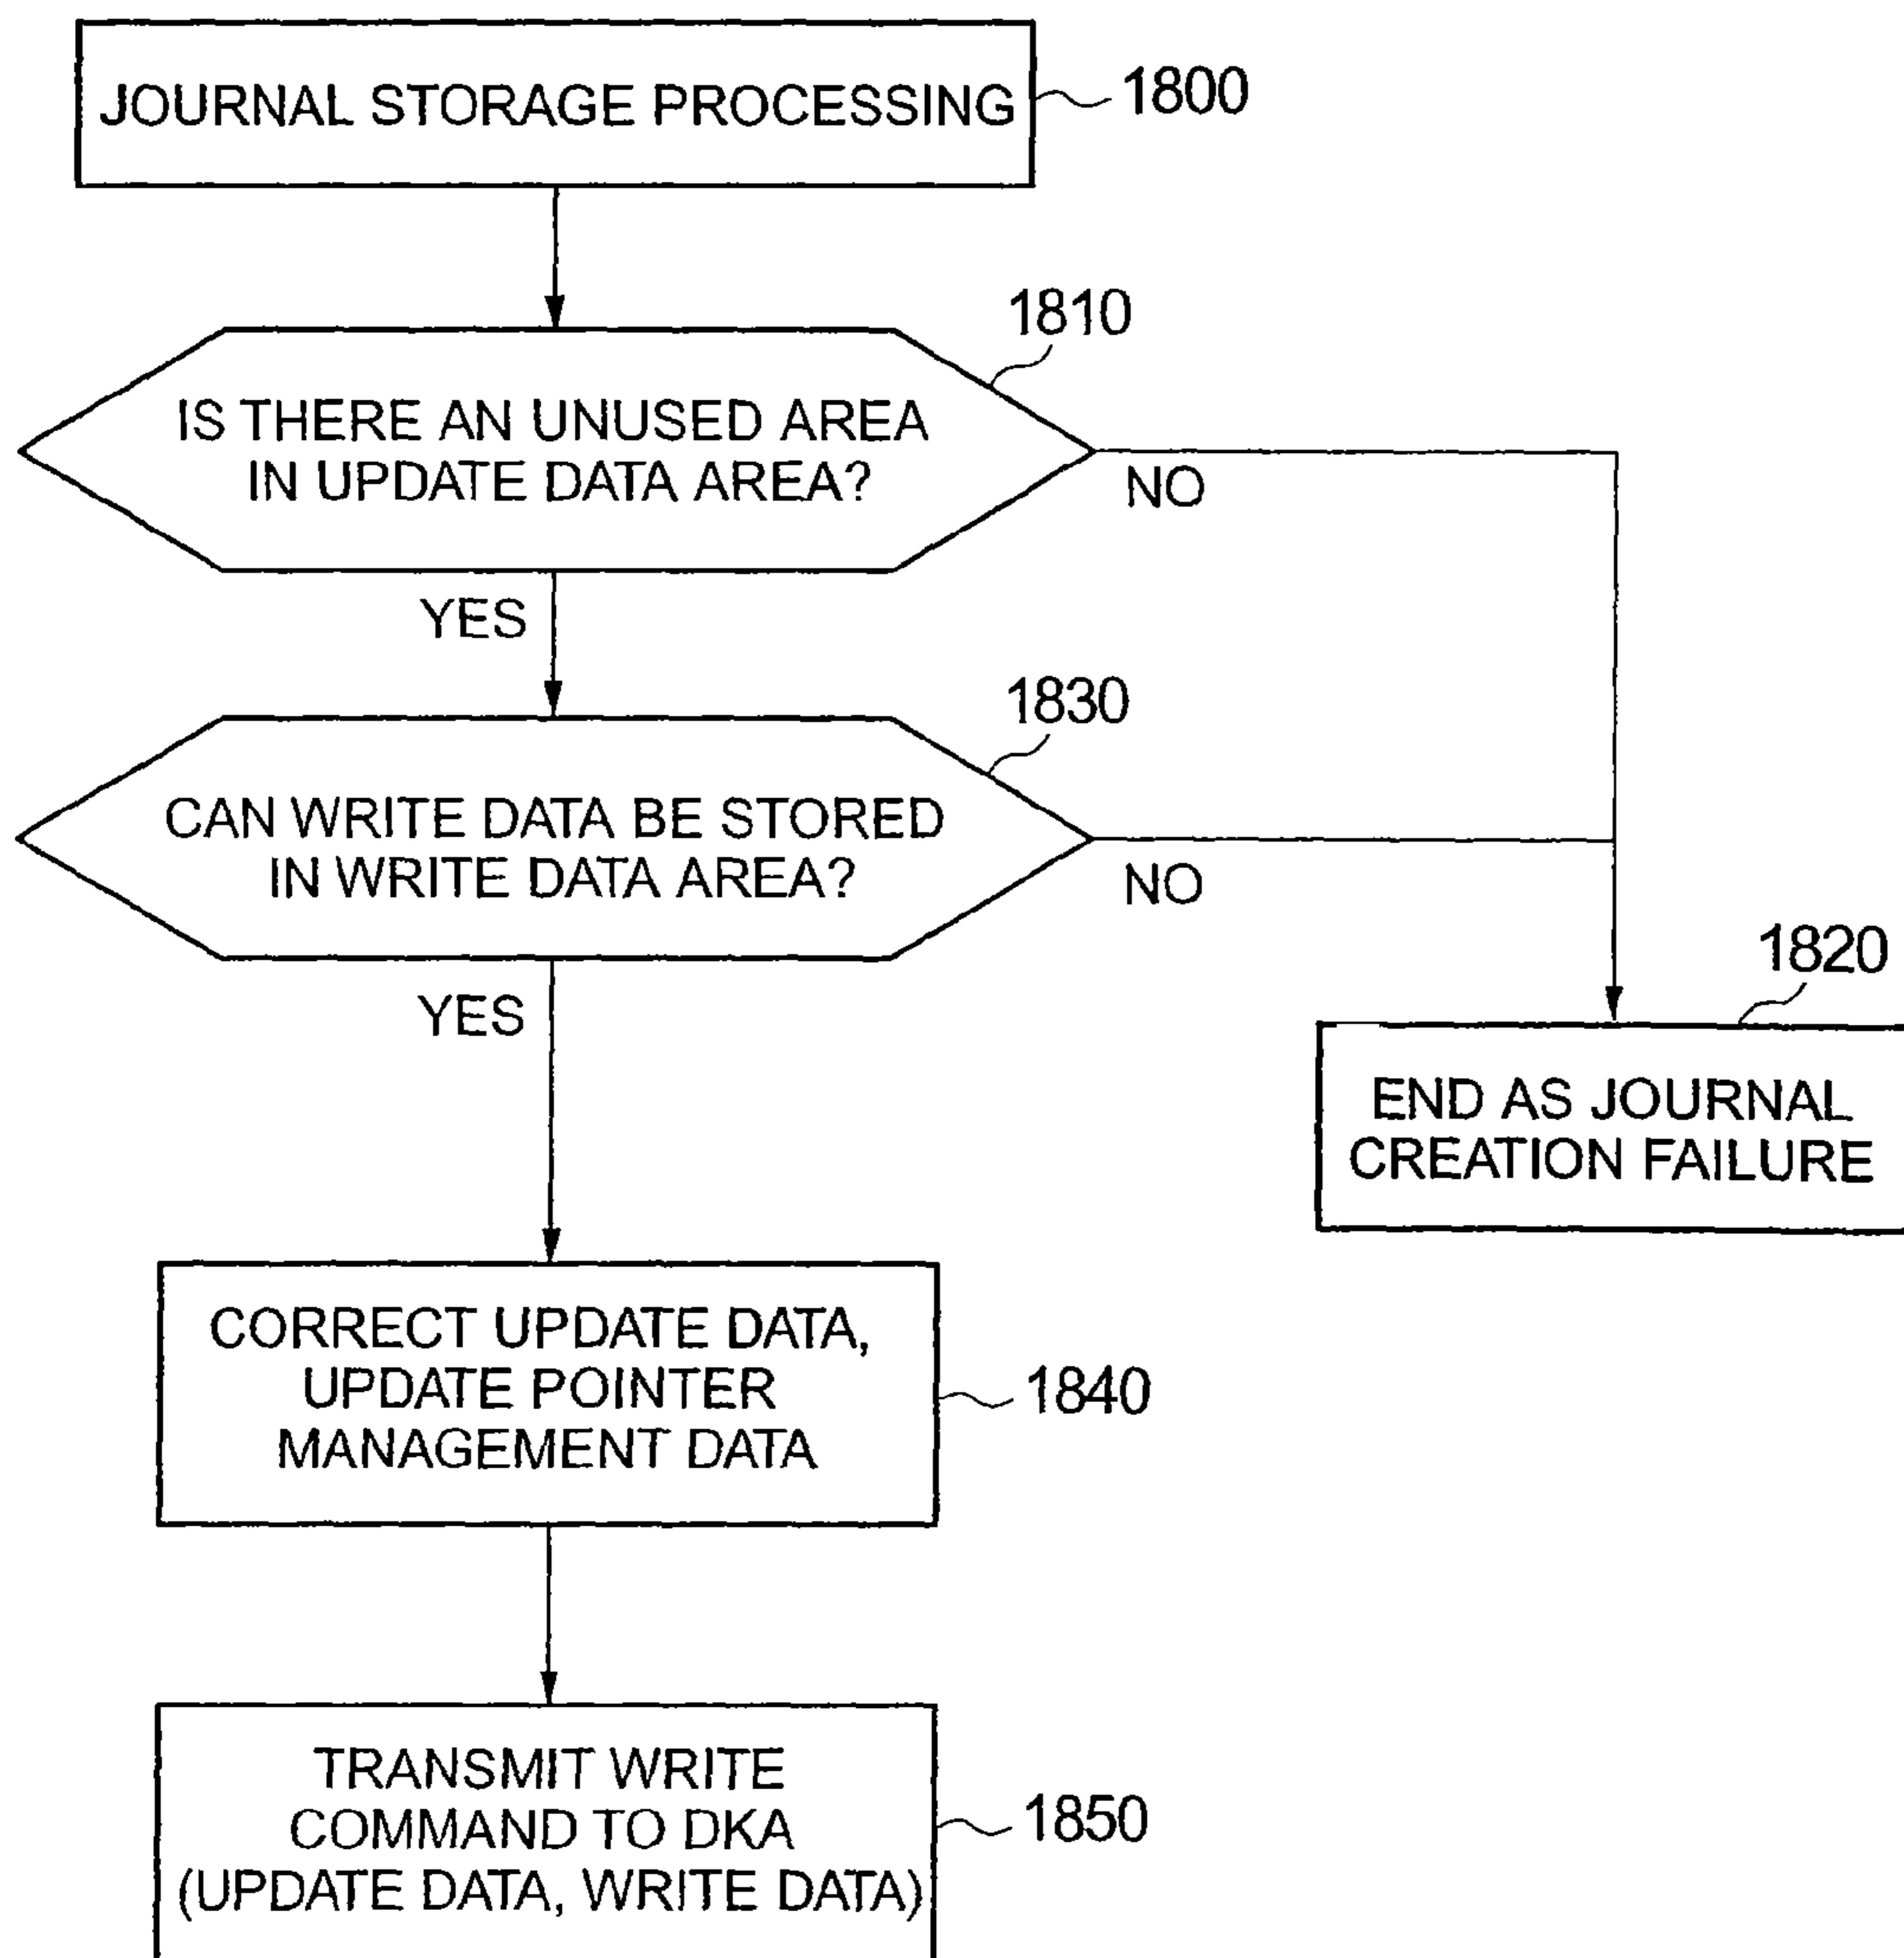 JOURNAL STORAGE PROCESSING
1800
1810
IS THERE AN UNUSED AREA
IN UPDATE DATA AREA?
NO
YES
1830
CAN WRITE DATA BE STORED
IN WRITE DATA AREA?
NO
YES
1820
END AS JOURNAL
CREATION FAILURE
CORRECT UPDATE DATA,
UPDATE POINTER
MANAGEMENT DATA
1840
TRANSMIT WRITE
COMMAND TO DKA
(UPDATE DATA, WRITE DATA)
1850